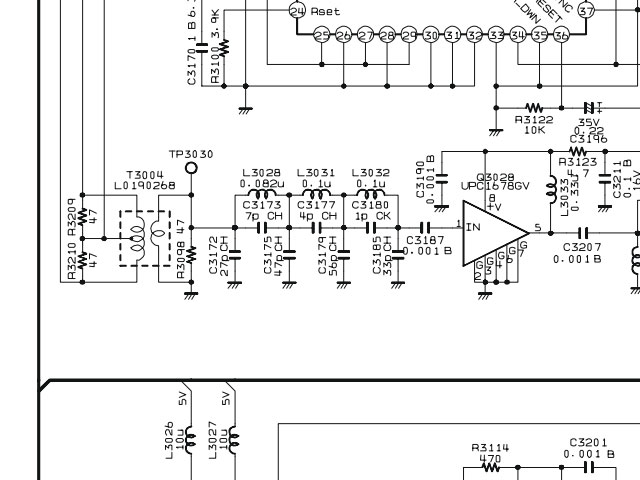 24 Rset
37
NC
RESET
LDWN
25 26 27 28 29 30 31 32 33 34 35 36
C3170 1 B 6.3
R3100 3.9K
R3122
10K
35V
0.22
C3196
TP3030
T3004
L0190268
R3209
47
R3210
47
R3098 47
L3028
0.082u
L3031
0.1u
L3032
0.1u
C3173
7p CH
C3177
4p CH
C3180
1p CK
C3172
27p CH
C3175
47p CH
C3179
56p CH
C3185
33p CH
C3187
0.001 B
C3190
0.001 B
Q3028
UPC1678GV
8
+V
1 IN
5
G G G G G
2 3 4 6 7
L3033
0.33u
R3123
4.7
C3211
0.1
16V
C3207
0.001 B
5V
5V
L3026
10u
L3027
10u
R3114
470
C3201
0.001 B